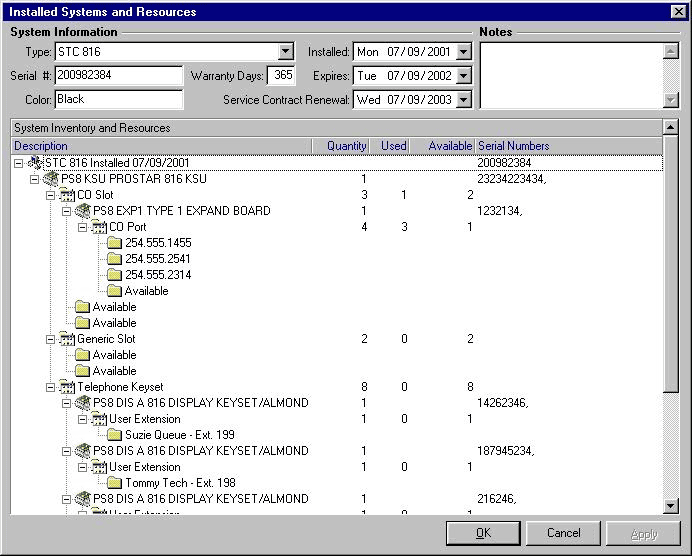 Installed Systems and Resources
System Information
Notes
Type: STC 816 Installed: Mon 07/09/2001
Serial #: 200982384 Warranty Days: 365 Expires: Tue 07/09/2002
Color: Black Service Contract Renewal: Wed 07/09/2003
System Inventory and Resources
Description Quantity Used Available Serial Numbers
STC 816 Installed 07/09/2001 200982384
PS8 KSU PROSTAR 816 KSU 1 23234223434,
CO Slot 3 1 2
PS8 EXP1 TYPE 1 EXPAND BOARD 1 1232134,
CO Port 4 3 1
254.555.1455
254.555.2541
254.555.2314
Available
Available
Available
Generic Slot 2 0 2
Available
Available
Telephone Keyset 8 0 8
PS8 DIS A 816 DISPLAY KEYSET/ALMOND 1 14262346,
User Extension 1 0 1
Suzie Queue - Ext. 199
PS8 DIS A 816 DISPLAY KEYSET/ALMOND 1 187945234,
User Extension 1 0 1
Tommy Tech - Ext. 198
PS8 DIS A 816 DISPLAY KEYSET/ALMOND 1 216246,
OK Cancel Apply